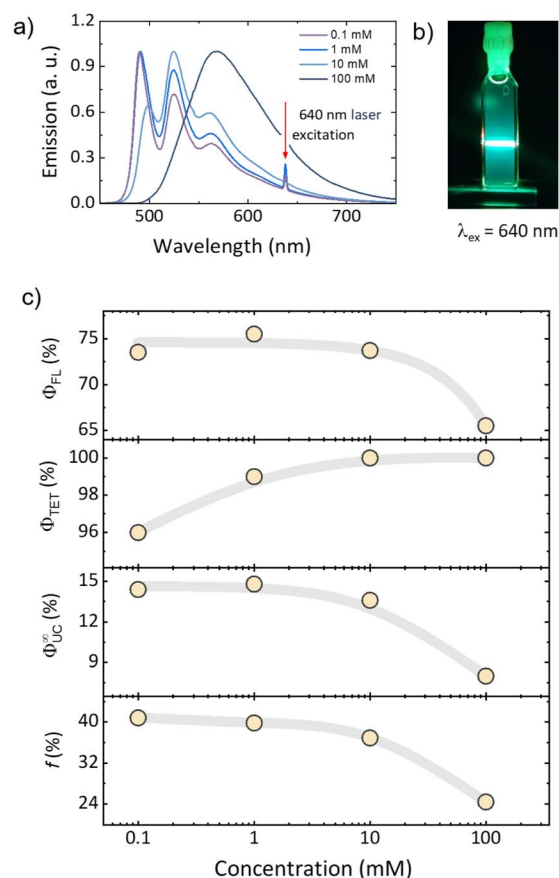 a)
b)
1.2
0.9
0.6
0.3
0.0
Emission (a. u.)
0.1 mM
1 mM
10 mM
100 mM
640 nm laser
excitation
500
600
700
Wavelength (nm)
λex = 640 nm
c)
75
70
65
ΦFL (%)
100
98
96
ΦTET (%)
15
12
9
Φ∞UC (%)
40
32
24
f (%)
0.1
1
10
100
Concentration (mM)